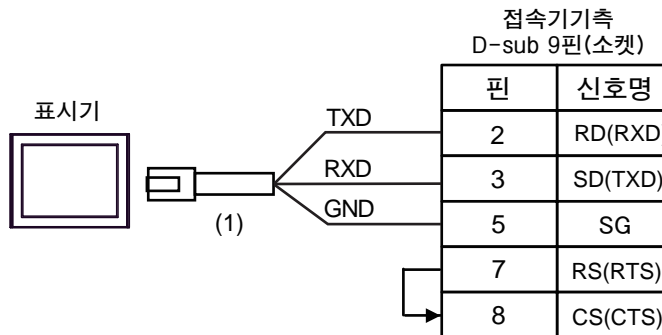 접속기기측
D-sub 9핀(소켓)
표시기
(1)
TXD
RXD
GND
핀 신호명
2 RD(RXD)
3 SD(TXD)
5 SG
7 RS(RTS)
8 CS(CTS)